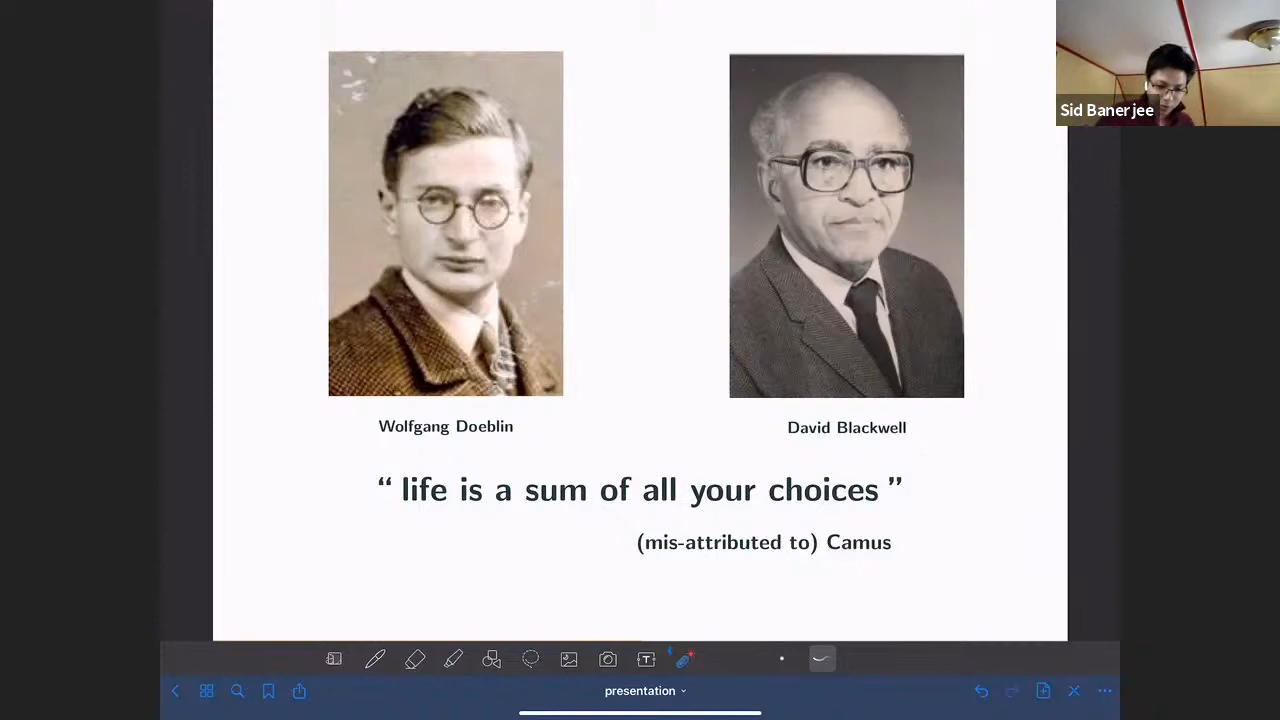 Sid Banerjee
Wolfgang Doeblin
David Blackwell
“ life is a sum of all your choices ”
(mis-attributed to) Camus
T
presentation